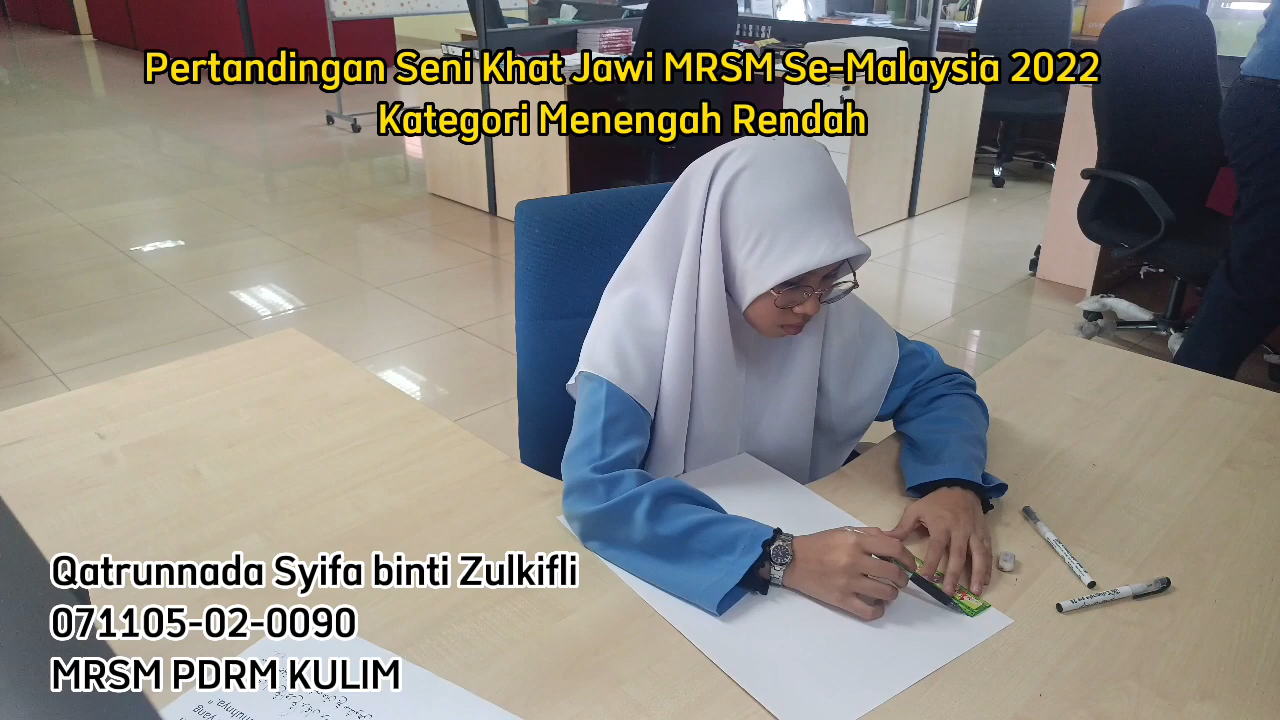 Pertandingan Seni Khat Jawi MRSM Se-Malaysia 2022
Kategori Menengah Rendah
Qatrunnada Syifa binti Zulkifli
071105-02-0090
MRSM PDRM KULIM